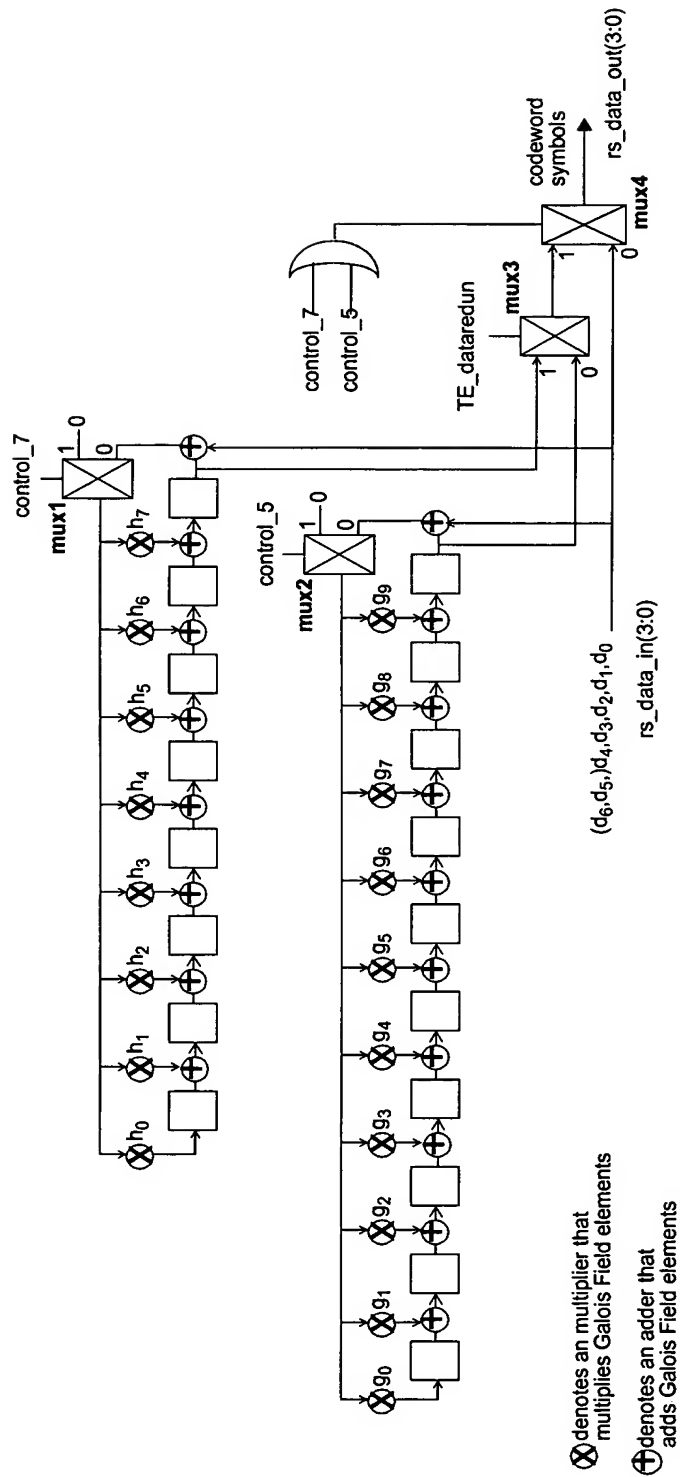 control_7
1
0
0
mux1
h0
h1
h2
h3
h4
h5
h6
h7
control_5
1
0
0
mux2
g0
g1
g2
g3
g4
g5
g6
g7
g8
g9
control_7
control_5
TE_dataredun
mux3
1
0
codeword
symbols
1
0
mux4
rs_data_out(3:0)
(d6,d5,)d4,d3,d2,d1,d0
rs_data_in(3:0)
denotes an multiplier that
multiplies Galois Field elements
denotes an adder that
adds Galois Field elements